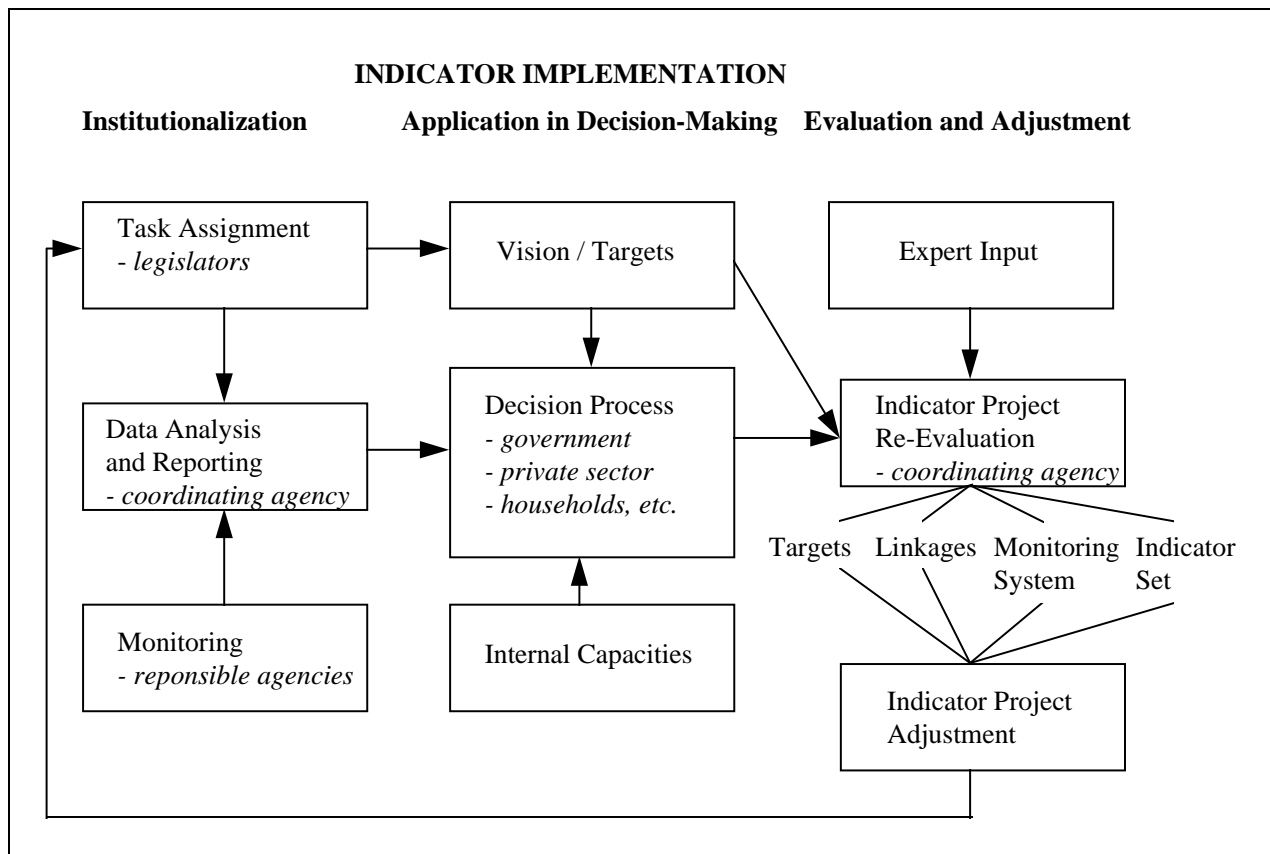 INDICATOR IMPLEMENTATION
Institutionalization
Application in Decision-Making
Evaluation and Adjustment
Task Assignment
- legislators
Vision / Targets
Expert Input
Data Analysis
and Reporting
- coordinating agency
Decision Process
- government
- private sector
- households, etc.
Indicator Project
Re-Evaluation
- coordinating agency
Targets
Linkages
Monitoring
System
Indicator
Set
Monitoring
- reponsible agencies
Internal Capacities
Indicator Project
Adjustment